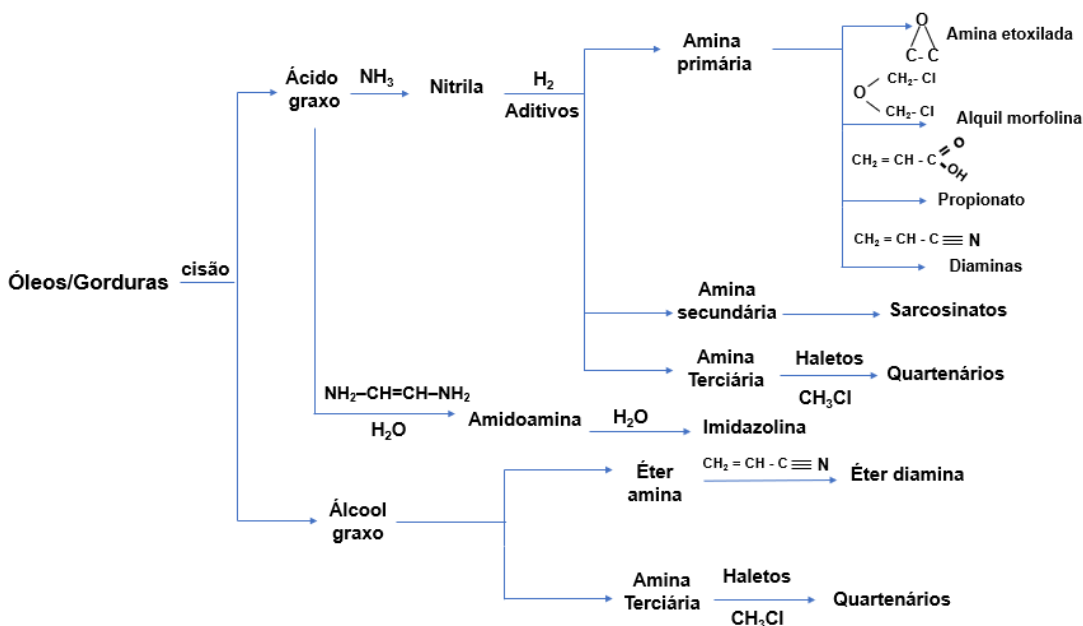 Óleos/Gorduras
cisão
Ácido
graxo
NH₃
Nitrila
H₂
Aditivos
Amina
primária
O
C - C
Amina etoxilada
CH₂- Cl
O
CH₂- Cl
Alquil morfolina
CH₂ = CH - C
O
OH
Propionato
CH₂ = CH - C ≡ N
Diaminas
Amina
secundária
Sarcosinatos
Amina
Terciária
Haletos
CH₃Cl
Quartenários
NH₂–CH=CH–NH₂
H₂O
Amidoamina
H₂O
Imidazolina
Álcool
graxo
Éter
amina
CH₂ = CH - C ≡ N
Éter diamina
Amina
Terciária
Haletos
CH₃Cl
Quartenários